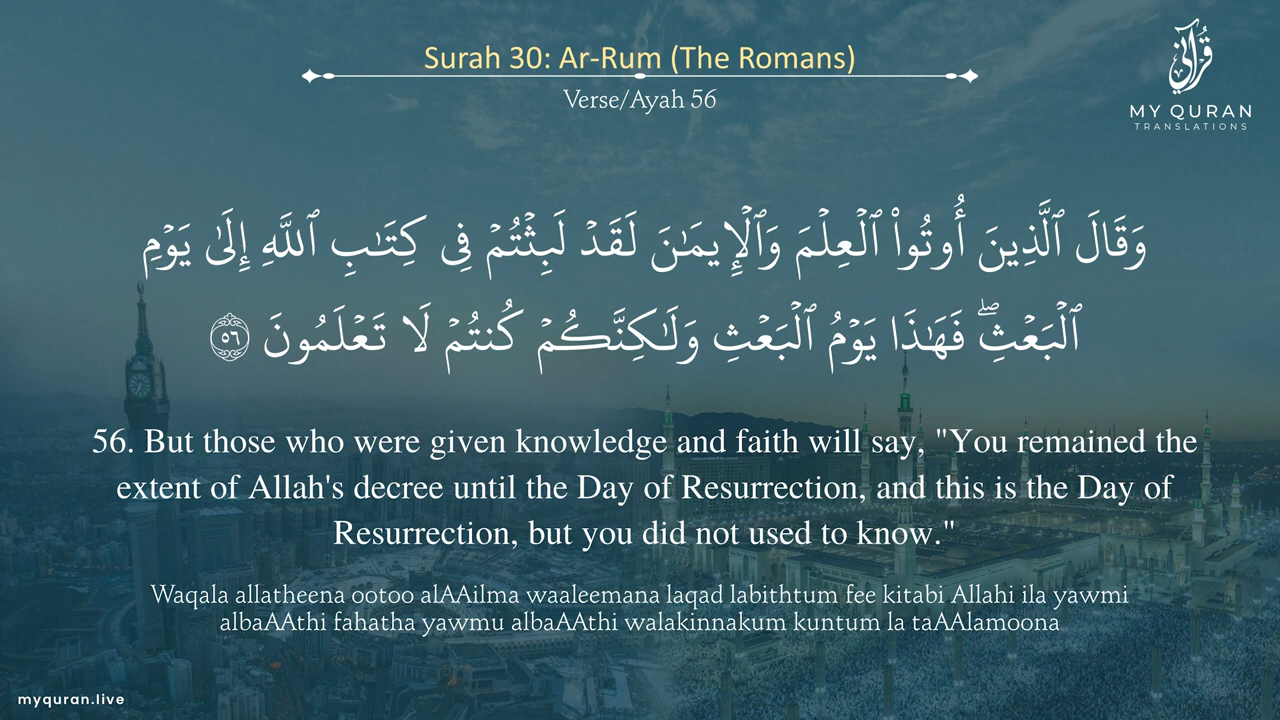 Surah 30: Ar-Rum (The Romans)
Verse/Ayah 56
قرآني
MY QURAN
TRANSLATIONS
وَقَالَ ٱلَّذِينَ أُوتُوا۟ ٱلْعِلْمَ وَٱلْإِيمَـٰنَ لَقَدْ لَبِثْتُمْ فِى كِتَـٰبِ ٱللَّهِ إِلَىٰ يَوْمِ
ٱلْبَعْثِ ۖ فَهَـٰذَا يَوْمُ ٱلْبَعْثِ وَلَـٰكِنَّكُمْ كُنتُمْ لَا تَعْلَمُونَ ٥٦
56. But those who were given knowledge and faith will say, "You remained the
extent of Allah's decree until the Day of Resurrection, and this is the Day of
Resurrection, but you did not used to know."
Waqala allatheena ootoo alAAilma waaleemana laqad labithtum fee kitabi Allahi ila yawmi
albaAAthi fahatha yawmu albaAAthi walakinnakum kuntum la taAAlamoona
myquran.live